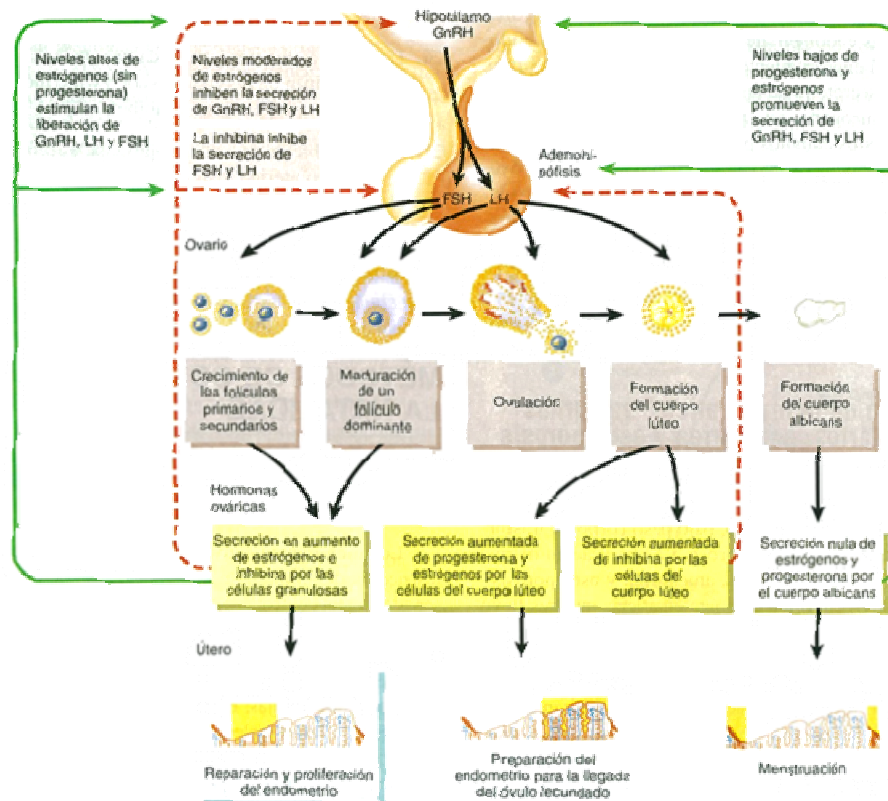 Hipotálamo
GnRH
Niveles altos de
estrógenos (sin
progesterona)
estimulan la
liberación de
GnRH, LH y FSH
Niveles moderados
de estrógenos
inhiben la secreción
de GnRH, FSH y LH
La inhibina inhibe
la secreción de
FSH y LH
Niveles bajos de
progesterona y
estrógenos
promueven la
secreción de
GnRH, FSH y LH
Adenohi-
pófisis
FSH
LH
Ovario
Crecimiento de
los folículos
primarios y
secundarios
Maduración
de un
folículo
dominante
Ovulación
Formación
del cuerpo
lúteo
Formación
del cuerpo
albicans
Hormonas
ováricas
Secreción en aumento
de estrógenos e
inhibina por las
células granulosas
Secreción aumentada
de progesterona y
estrógenos por las
células del cuerpo lúteo
Secreción aumentada
de inhibina por las
células del
cuerpo lúteo
Secreción nula de
estrógenos y
progesterona por
el cuerpo albicans
Útero
Reparación y proliferación
del endometrio
Preparación del
endometrio para la llegada
del óvulo fecundado
Menstruación